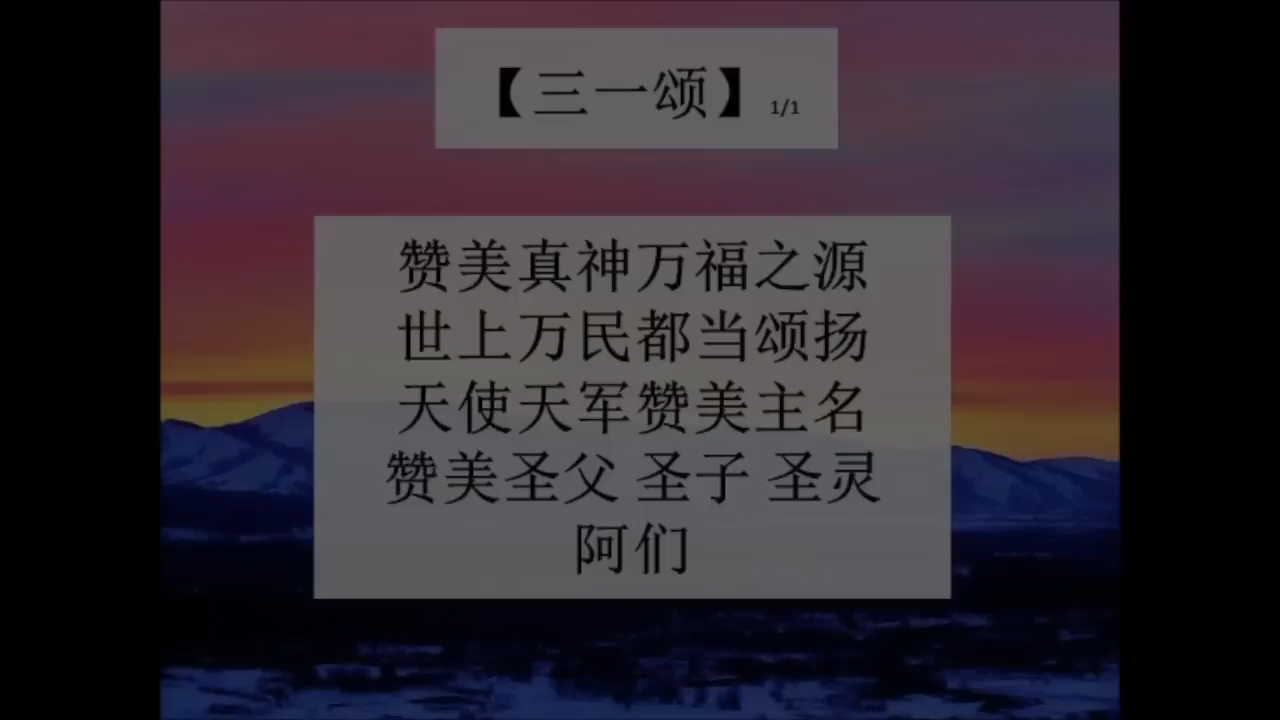 【三一颂】 1/1
赞美真神万福之源
世上万民都当颂扬
天使天军赞美主名
赞美圣父 圣子 圣灵
阿们